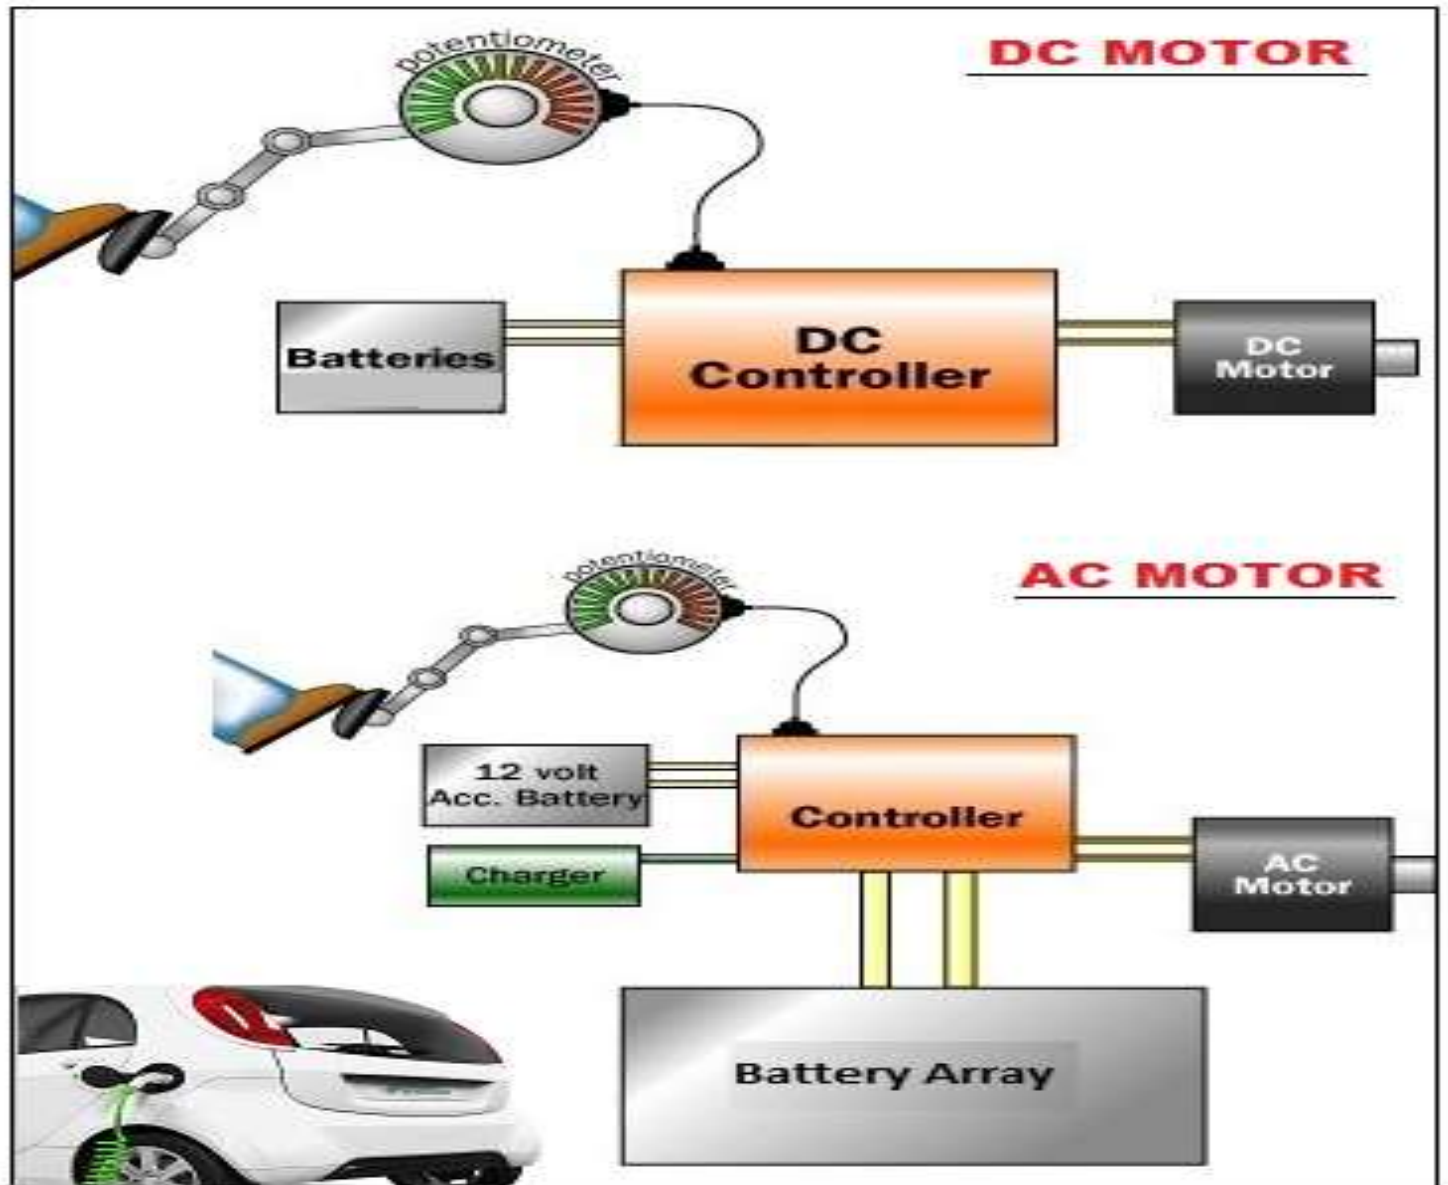 potentiometer
DC MOTOR
Batteries
DC
Controller
DC
Motor
potentiometer
AC MOTOR
12 volt
Acc. Battery
Controller
Charger
AC
Motor
Battery Array